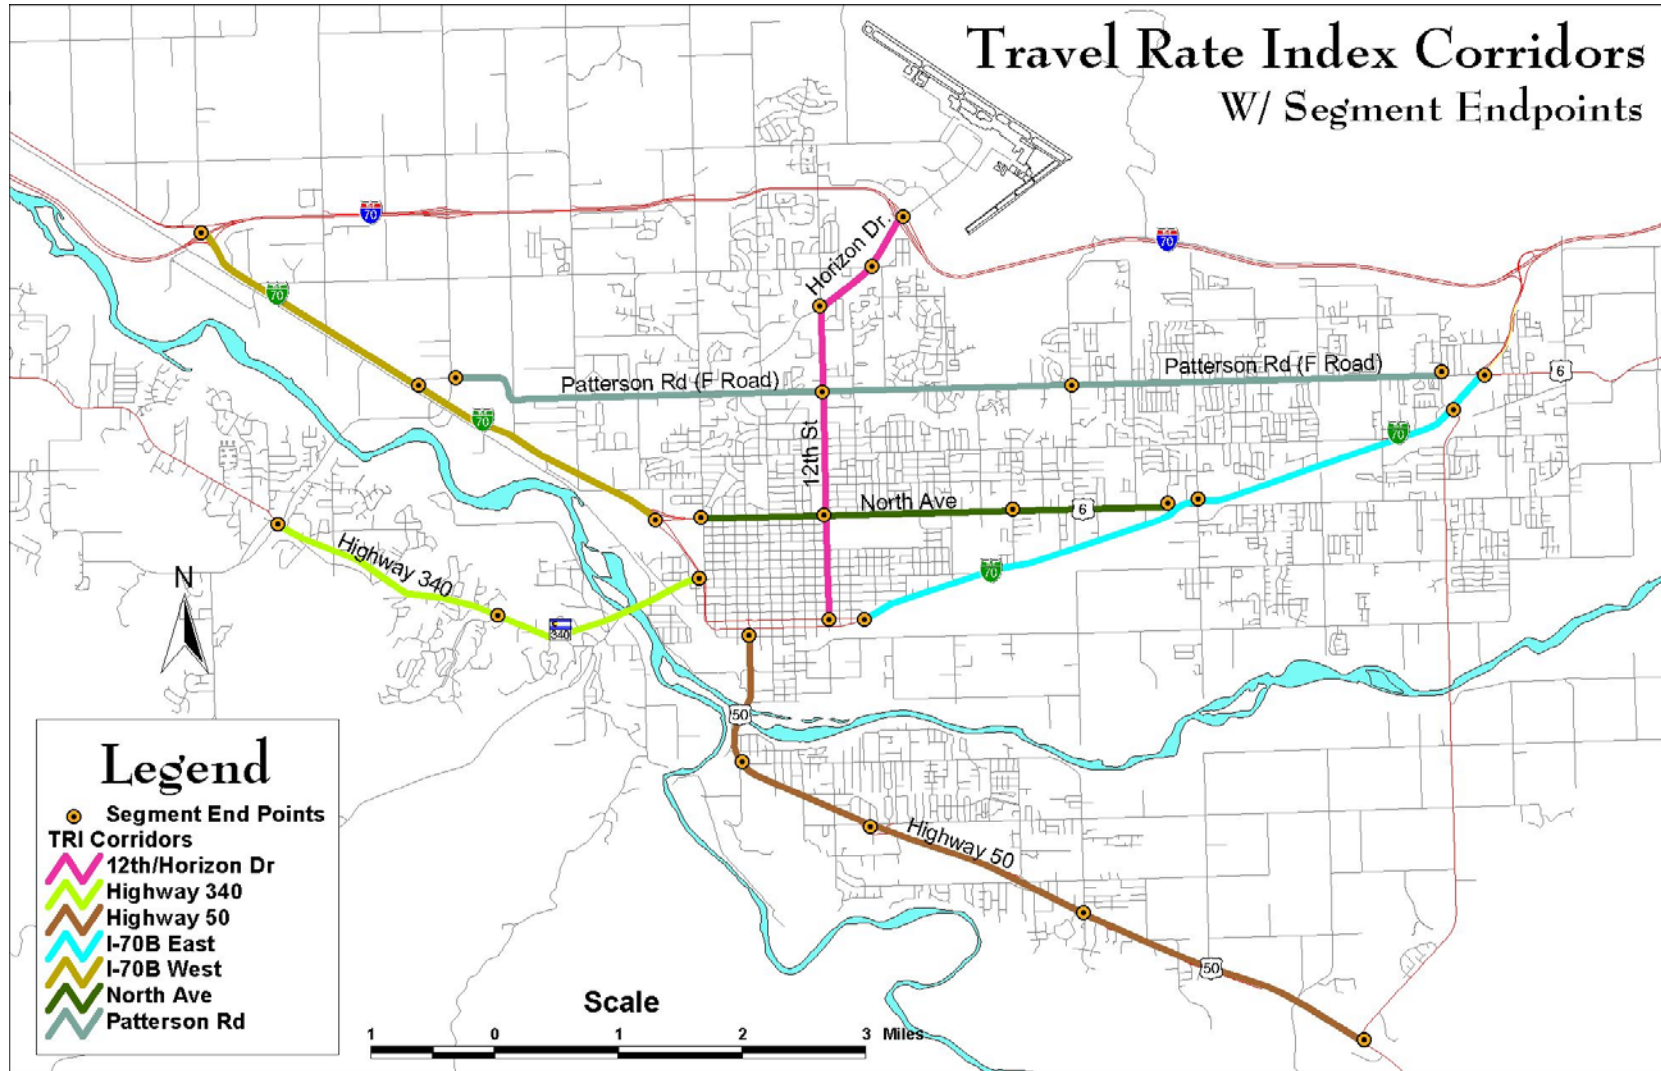 Travel Rate Index Corridors
W/ Segment Endpoints
70
70
Horizon Dr.
70
Patterson Rd (F Road)
Patterson Rd (F Road)
6
70
70
12th St
North Ave
6
Highway 340
70
340
N
50
Highway 50
50
Legend
Segment End Points
TRI Corridors
12th/Horizon Dr
Highway 340
Highway 50
I-70B East
I-70B West
North Ave
Patterson Rd
Scale
1 0 1 2 3 Miles